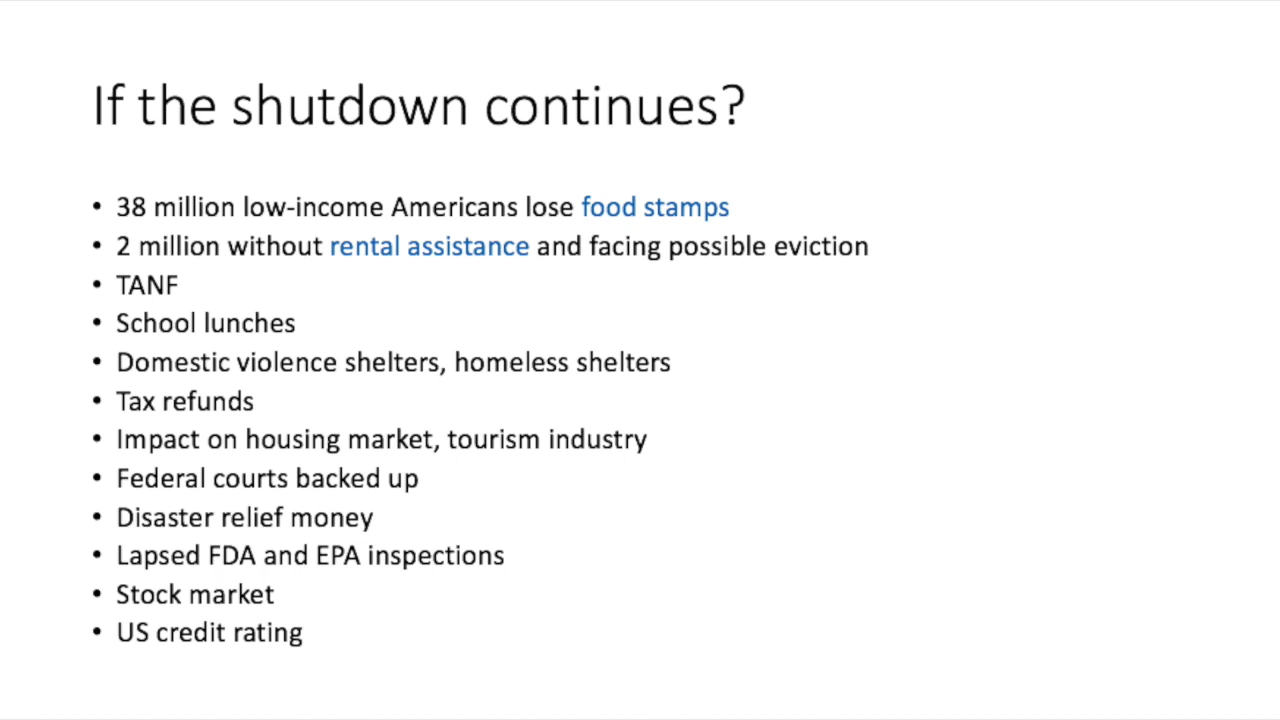 If the shutdown continues?
• 38 million low-income Americans lose food stamps
• 2 million without rental assistance and facing possible eviction
• TANF
• School lunches
• Domestic violence shelters, homeless shelters
• Tax refunds
• Impact on housing market, tourism industry
• Federal courts backed up
• Disaster relief money
• Lapsed FDA and EPA inspections
• Stock market
• US credit rating